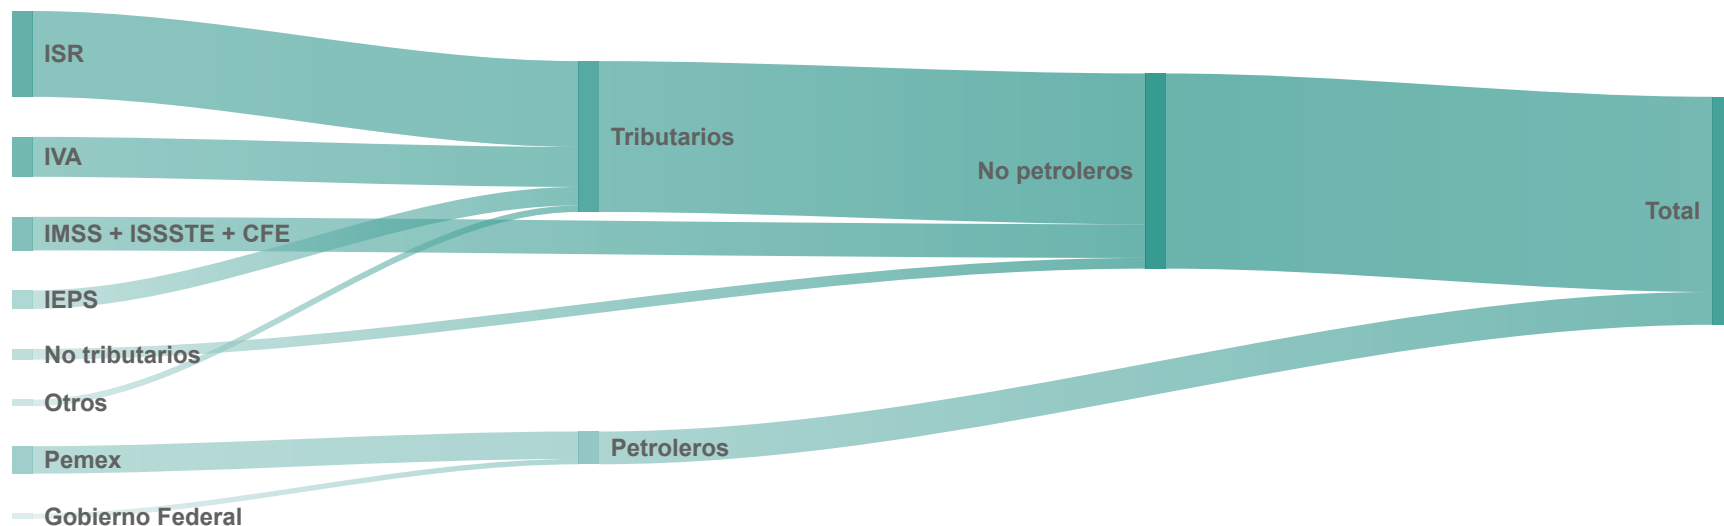 ISR
IVA
IMSS + ISSSTE + CFE
IEPS
No tributarios
Otros
Pemex
Gobierno Federal
Tributarios
Petroleros
No petroleros
Total